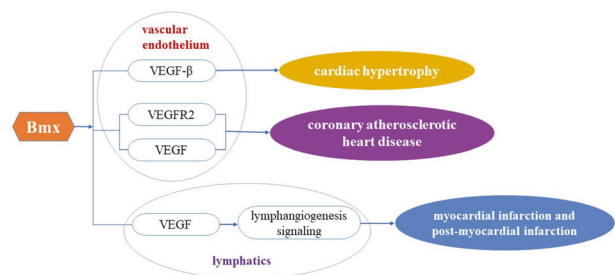 vascular
endothelium
VEGF-β
cardiac hypertrophy
VEGFR2
Bmx
coronary atherosclerotic
heart disease
VEGF
VEGF
lymphangiogenesis
signaling
myocardial infarction and
post-myocardial infarction
lymphatics